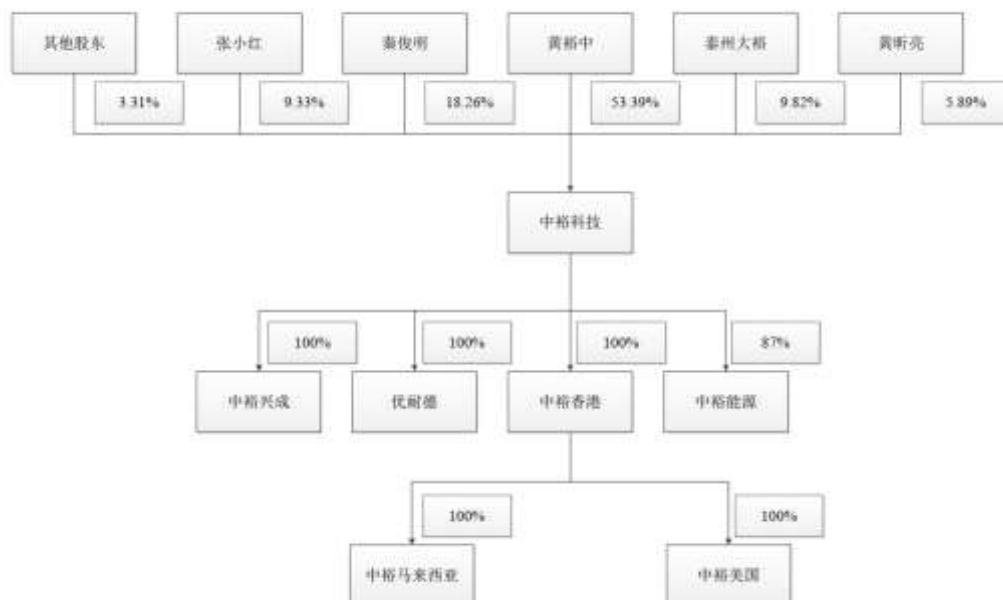 其他股东
张小红
秦俊明
黄裕中
泰州大裕
黄昕亮
3.31%
9.33%
18.26%
53.39%
9.82%
5.89%
中裕科技
100%
100%
100%
87%
中裕兴成
优耐德
中裕香港
中裕能源
100%
100%
中裕马来西亚
中裕美国